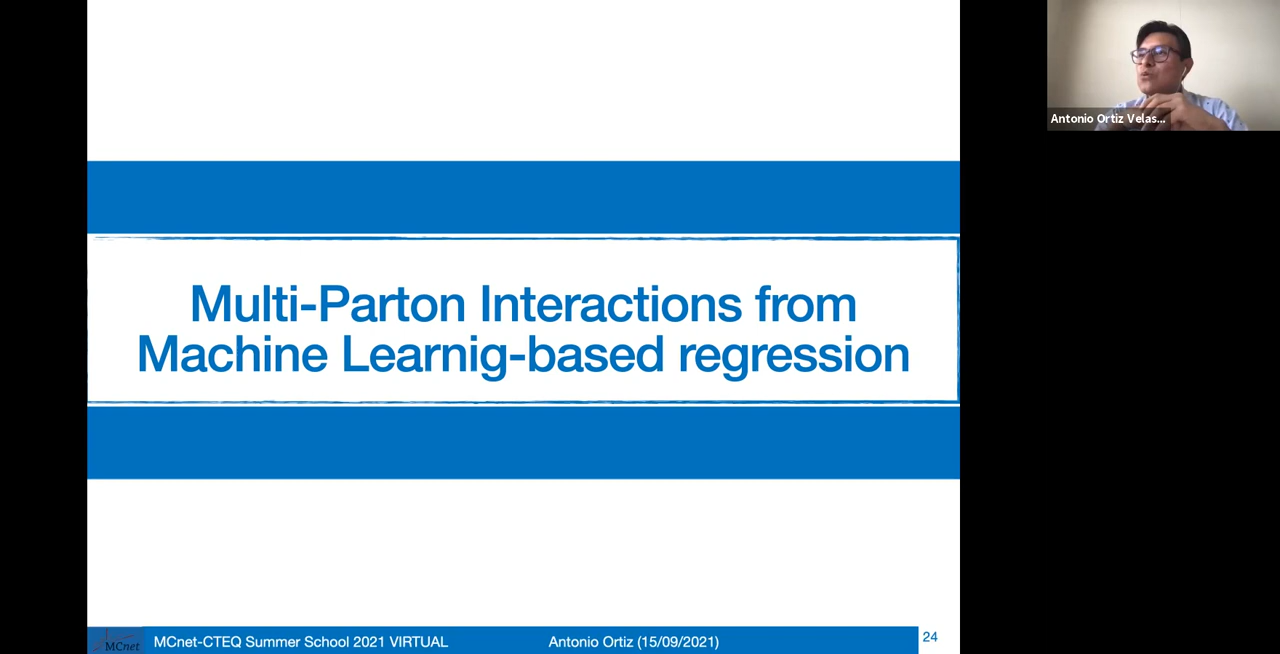 Antonio Ortiz Velas...
Multi-Parton Interactions from
Machine Learnig-based regression
MCnet
MCnet-CTEQ Summer School 2021 VIRTUAL
Antonio Ortiz (15/09/2021)
24